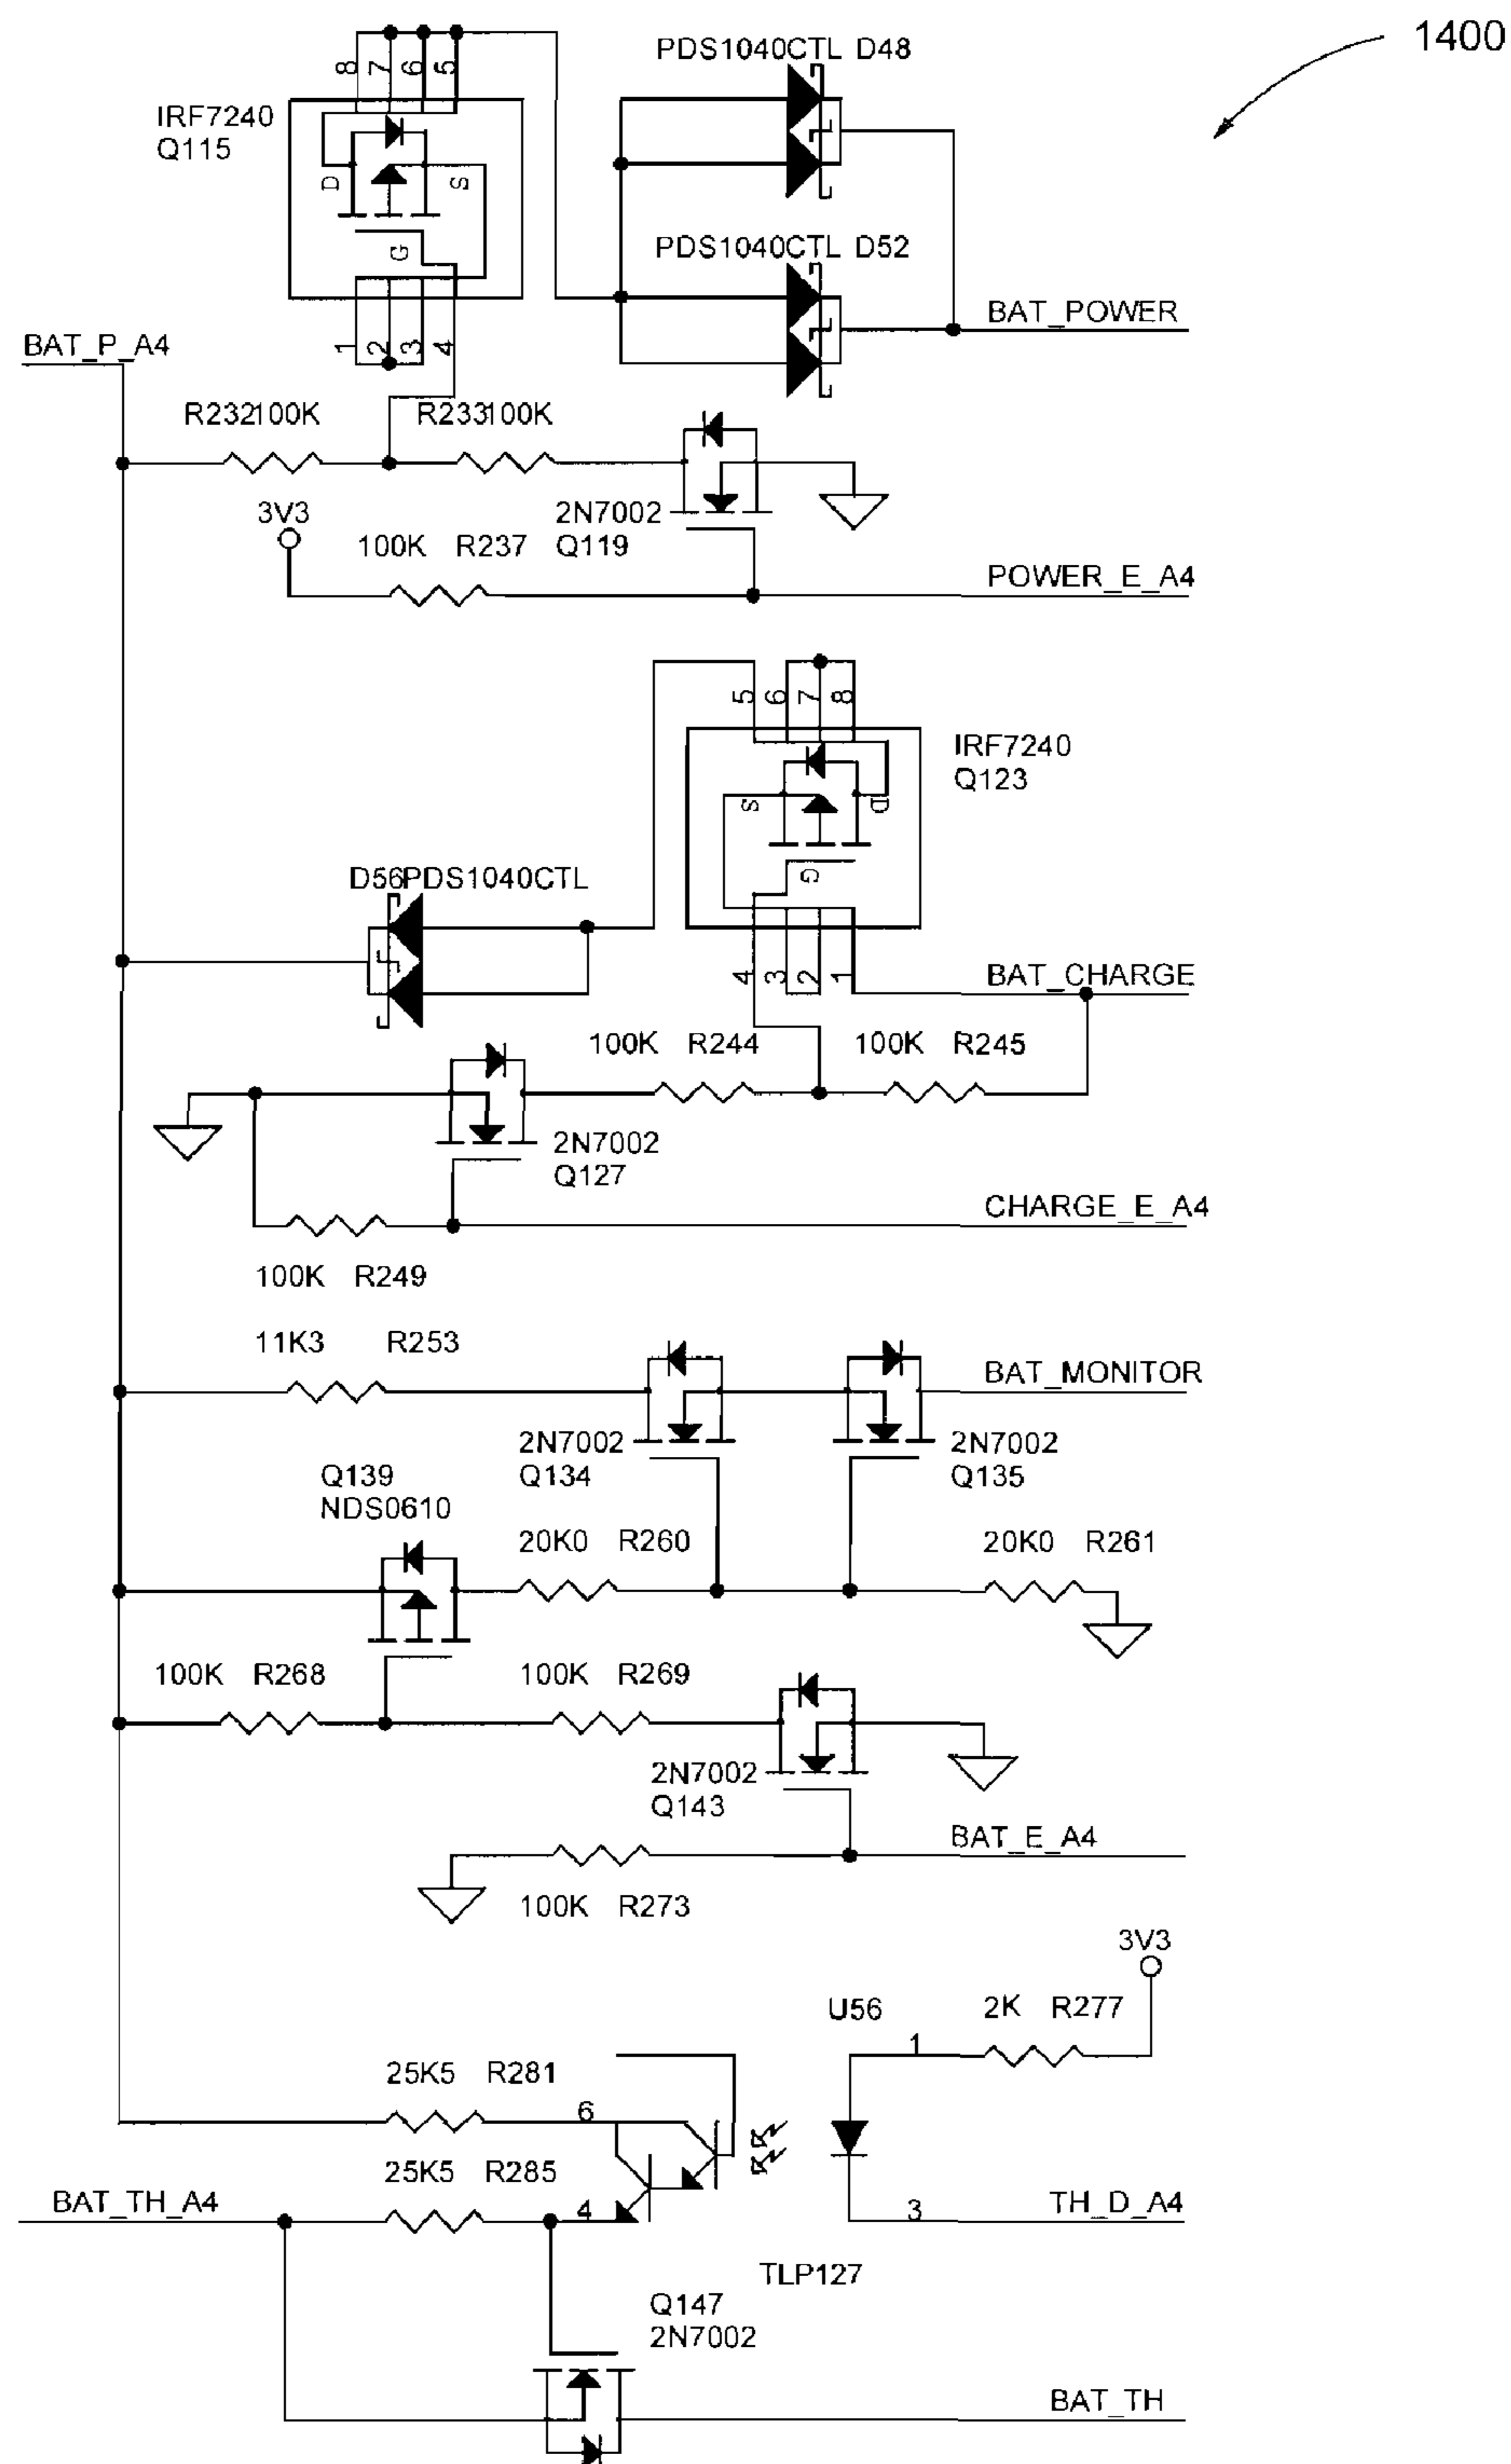 1400
PDS1040CTL D48
8 7 6 5
IRF7240
Q115
D S
G
PDS1040CTL D52
BAT_POWER
BAT_P_A4
1 2 3 4
R232100K R233100K
3V3
2N7002
Q119
100K R237
POWER_E_A4
5 6 7 8
IRF7240
Q123
S D
G
D56PDS1040CTL
4 3 2 1
BAT_CHARGE
100K R244 100K R245
2N7002
Q127
CHARGE_E_A4
100K R249
11K3 R253
BAT_MONITOR
2N7002
Q134
2N7002
Q135
Q139
NDS0610
20K0 R260
20K0 R261
100K R268 100K R269
2N7002
Q143
BAT_E_A4
100K R273
3V3
U56
2K R277
1
25K5 R281
6
25K5 R285
BAT_TH_A4
4
3
TH_D_A4
TLP127
Q147
2N7002
BAT_TH